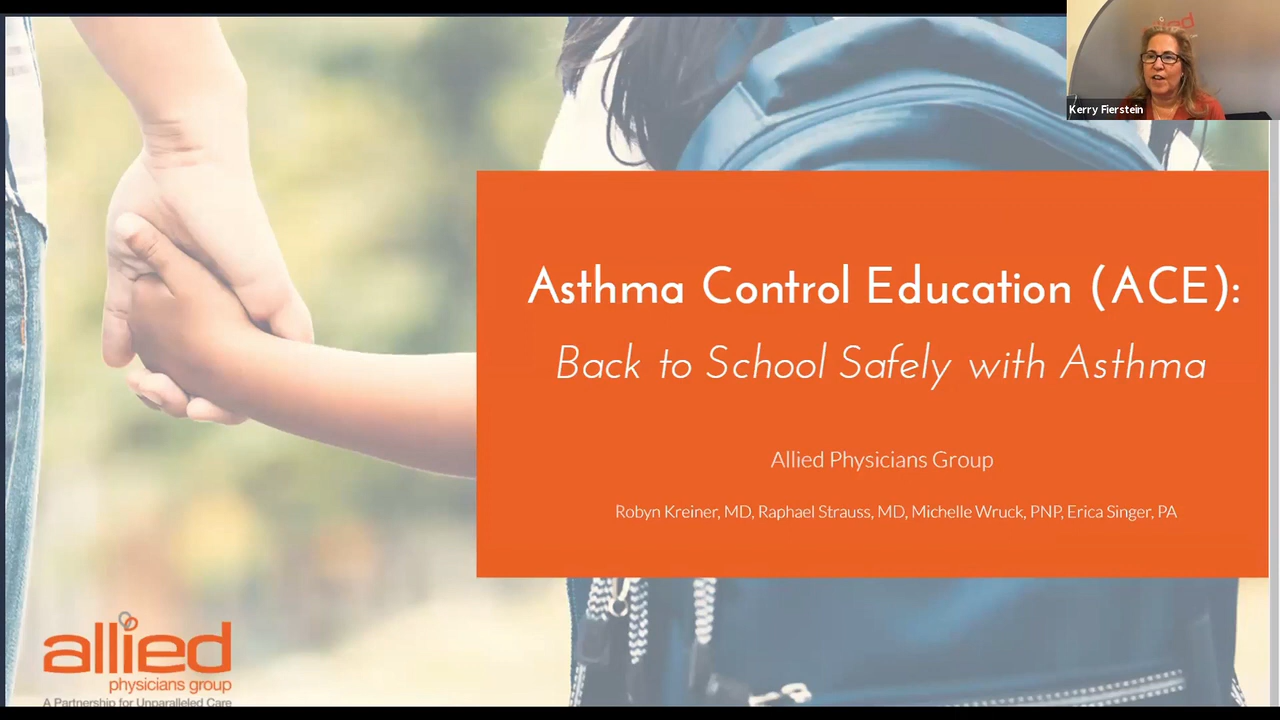 Kerry Fierstein
Asthma Control Education (ACE):
Back to School Safely with Asthma
Allied Physicians Group
Robyn Kreiner, MD, Raphael Strauss, MD, Michelle Wruck, PNP, Erica Singer, PA
allied
physicians group
A Partnership for Unparalleled Care